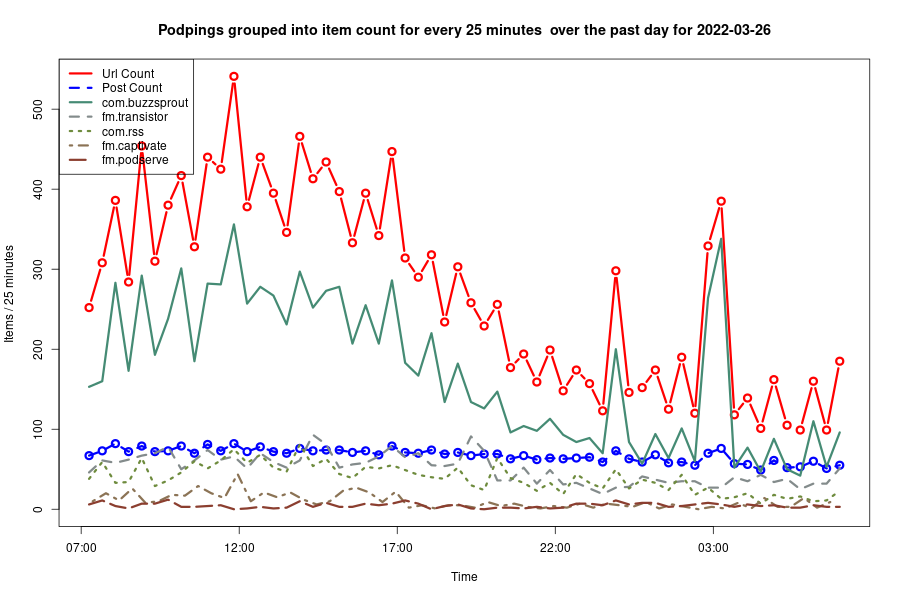 Podpings grouped into item count for every 25 minutes  over the past day for 2022-03-26
Url Count
Post Count
com.buzzsprout
fm.transistor
com.rss
fm.captivate
fm.podserve
Items / 25 minutes
500
400
300
200
100
0
07:00
12:00
17:00
22:00
03:00
Time